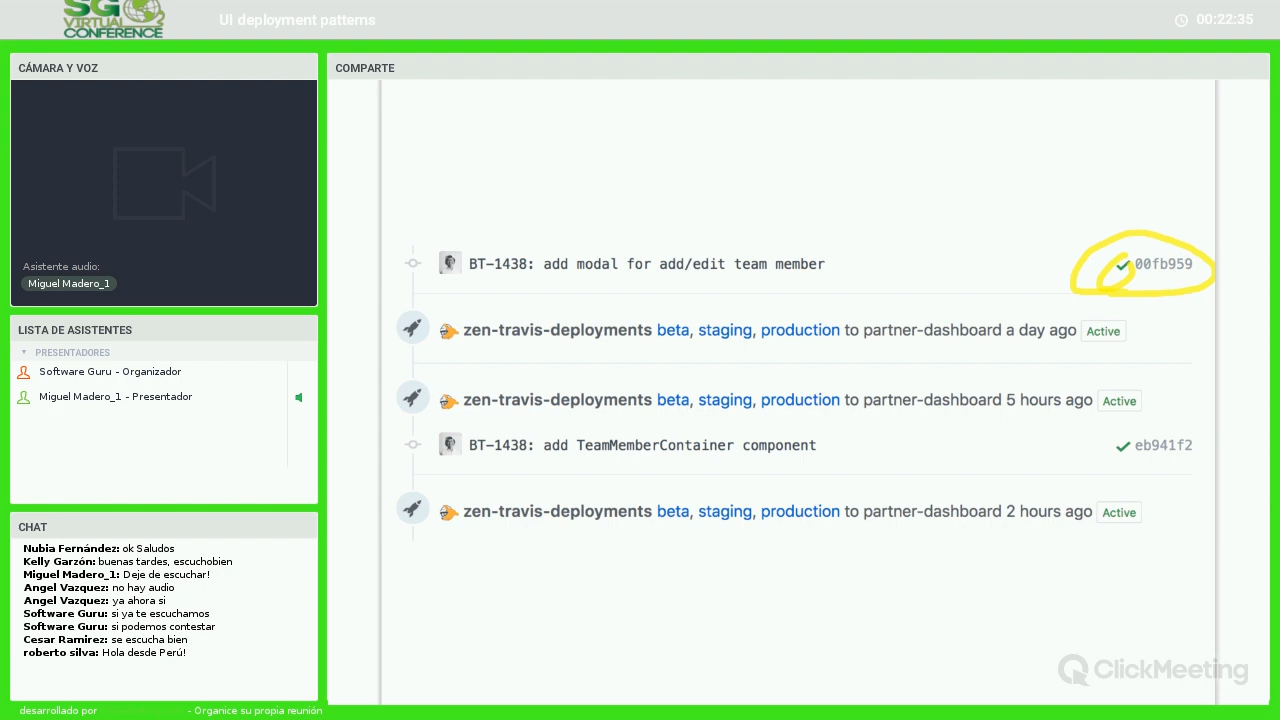 SG
VIRTUAL
CONFERENCE
UI deployment patterns
00:22:35
CÁMARA Y VOZ
Asistente audio:
Miguel Madero_1
LISTA DE ASISTENTES
PRESENTADORES
Software Guru - Organizador
Miguel Madero_1 - Presentador
CHAT
Nubia Fernández: ok Saludos
Kelly Garzón: buenas tardes, escuchobien
Miguel Madero_1: Deje de escuchar!
Angel Vazquez: no hay audio
Angel Vazquez: ya ahora si
Software Guru: si ya te escuchamos
Software Guru: si podemos contestar
Cesar Ramirez: se escucha bien
roberto silva: Hola desde Perú!
desarrollado por - Organice su propia reunión
COMPARTE
BT-1438: add modal for add/edit team member 00fb959
zen-travis-deployments beta, staging, production to partner-dashboard a day ago Active
zen-travis-deployments beta, staging, production to partner-dashboard 5 hours ago Active
BT-1438: add TeamMemberContainer component eb941f2
zen-travis-deployments beta, staging, production to partner-dashboard 2 hours ago Active
ClickMeeting